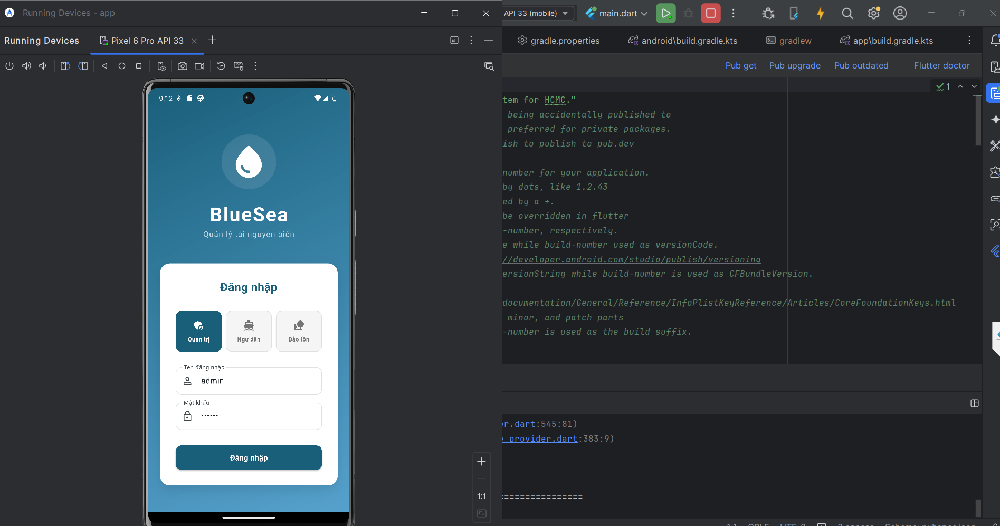 Running Devices - app
API 33 (mobile)
main.dart
Running Devices
Pixel 6 Pro API 33
gradle.properties
android\build.gradle.kts
gradlew
app\build.gradle.kts
Pub get
Pub upgrade
Pub outdated
Flutter doctor
1
9:12
BlueSea
Quản lý tài nguyên biển
Đăng nhập
Quản trị
Ngư dân
Bảo tồn
Tên đăng nhập
admin
Mật khẩu
••••••
Đăng nhập
1:1
tem for HCMC."
being accidentally published to
preferred for private packages.
ish to publish to pub.dev
number for your application.
by dots, like 1.2.43
ed by a +.
be overridden in flutter
-number, respectively.
e while build-number used as versionCode.
//developer.android.com/studio/publish/versioning
ersionString while build-number is used as CFBundleVersion.
documentation/General/Reference/InfoPlistKeyReference/Articles/CoreFoundationKeys.html
minor, and patch parts
-number is used as the build suffix.
er.dart:545:81)
e_provider.dart:383:9)
===============